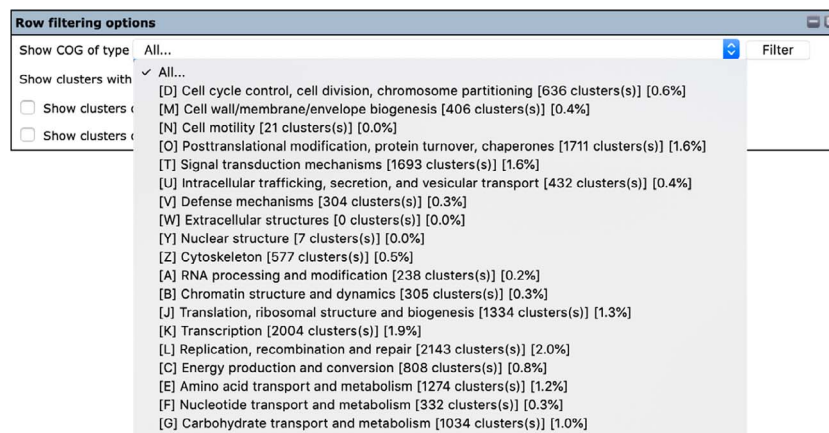 Row filtering options
Show COG of type All... Filter
Show clusters with
Show clusters
Show clusters
All...
[D] Cell cycle control, cell division, chromosome partitioning [636 clusters(s)] [0.6%]
[M] Cell wall/membrane/envelope biogenesis [406 clusters(s)] [0.4%]
[N] Cell motility [21 clusters(s)] [0.0%]
[O] Posttranslational modification, protein turnover, chaperones [1711 clusters(s)] [1.6%]
[T] Signal transduction mechanisms [1693 clusters(s)] [1.6%]
[U] Intracellular trafficking, secretion, and vesicular transport [432 clusters(s)] [0.4%]
[V] Defense mechanisms [304 clusters(s)] [0.3%]
[W] Extracellular structures [0 clusters(s)] [0.0%]
[Y] Nuclear structure [7 clusters(s)] [0.0%]
[Z] Cytoskeleton [577 clusters(s)] [0.5%]
[A] RNA processing and modification [238 clusters(s)] [0.2%]
[B] Chromatin structure and dynamics [305 clusters(s)] [0.3%]
[J] Translation, ribosomal structure and biogenesis [1334 clusters(s)] [1.3%]
[K] Transcription [2004 clusters(s)] [1.9%]
[L] Replication, recombination and repair [2143 clusters(s)] [2.0%]
[C] Energy production and conversion [808 clusters(s)] [0.8%]
[E] Amino acid transport and metabolism [1274 clusters(s)] [1.2%]
[F] Nucleotide transport and metabolism [332 clusters(s)] [0.3%]
[G] Carbohydrate transport and metabolism [1034 clusters(s)] [1.0%]